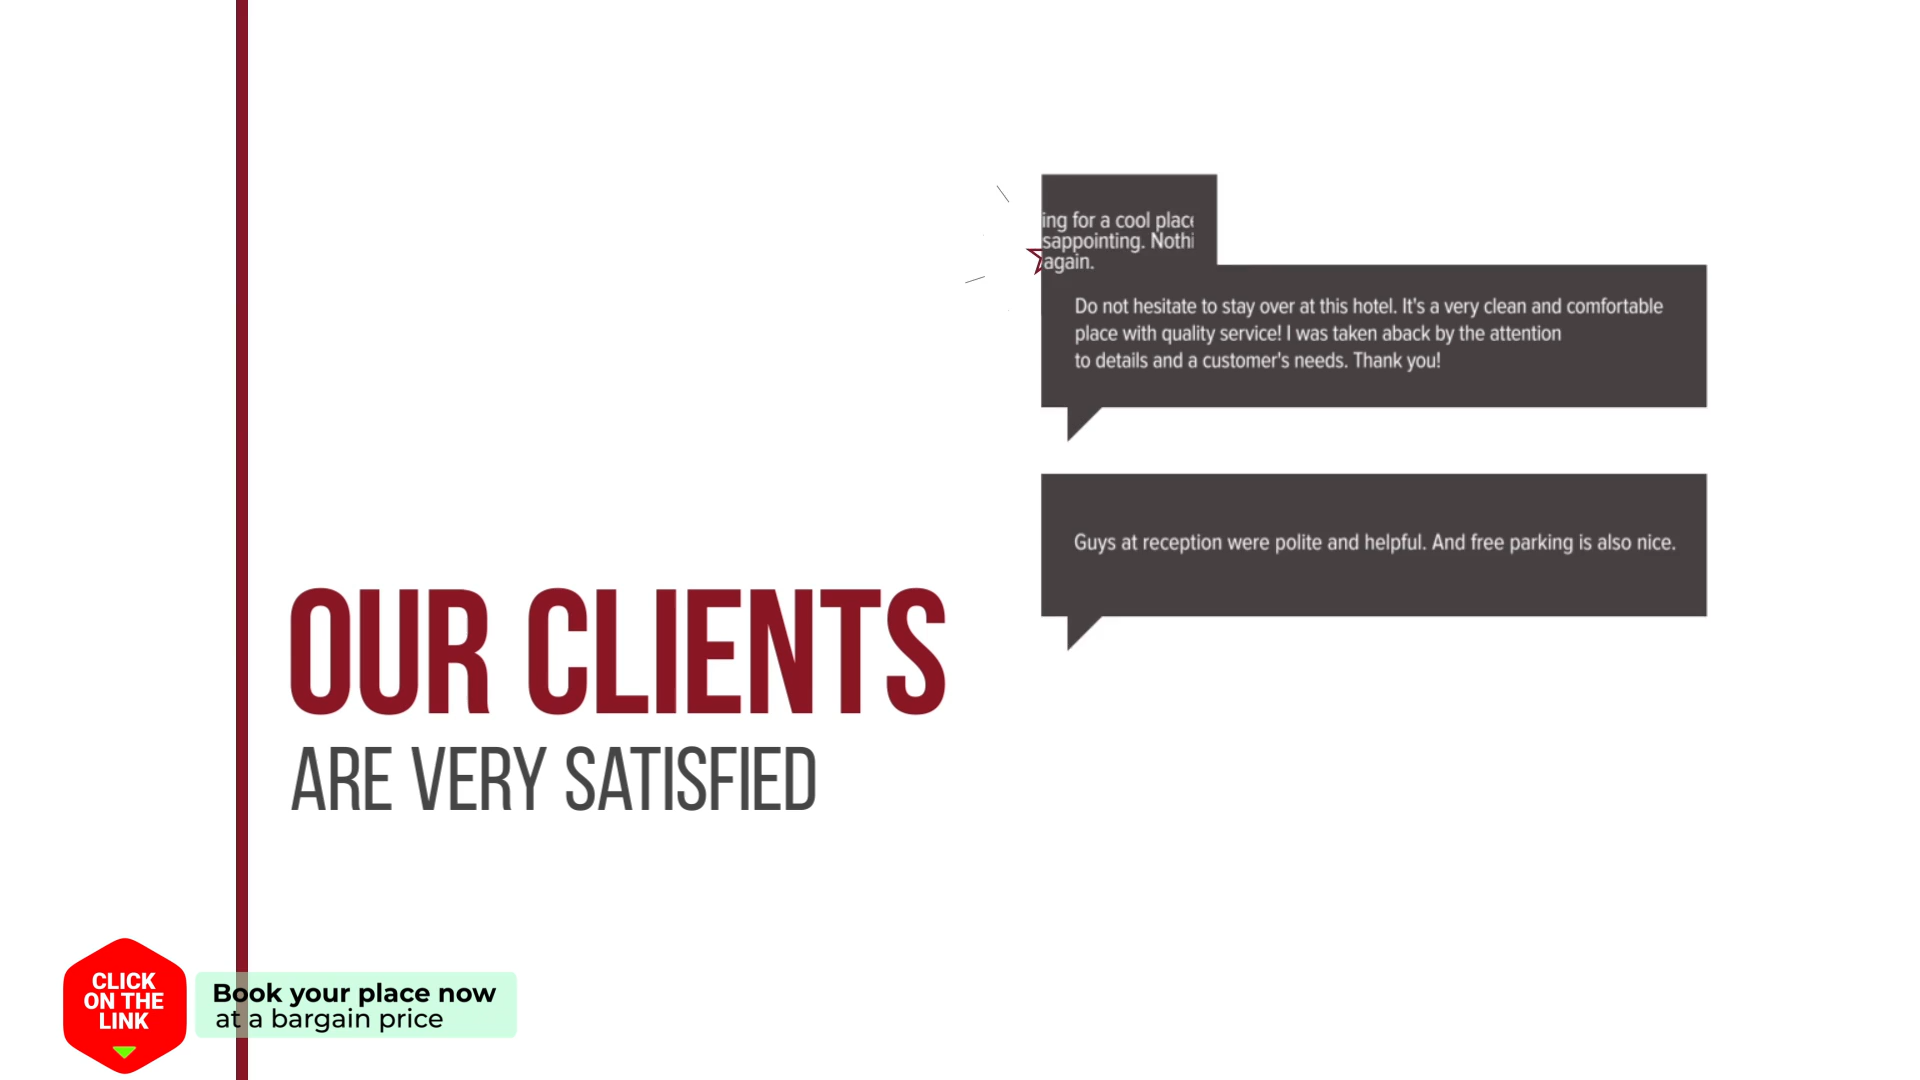 ing for a cool place
sappointing. Nothi
again.
Do not hesitate to stay over at this hotel. It's a very clean and comfortable
place with quality service! I was taken aback by the attention
to details and a customer's needs. Thank you!
Guys at reception were polite and helpful. And free parking is also nice.
OUR CLIENTS
ARE VERY SATISFIED
CLICK
ON THE
LINK
Book your place now
at a bargain price